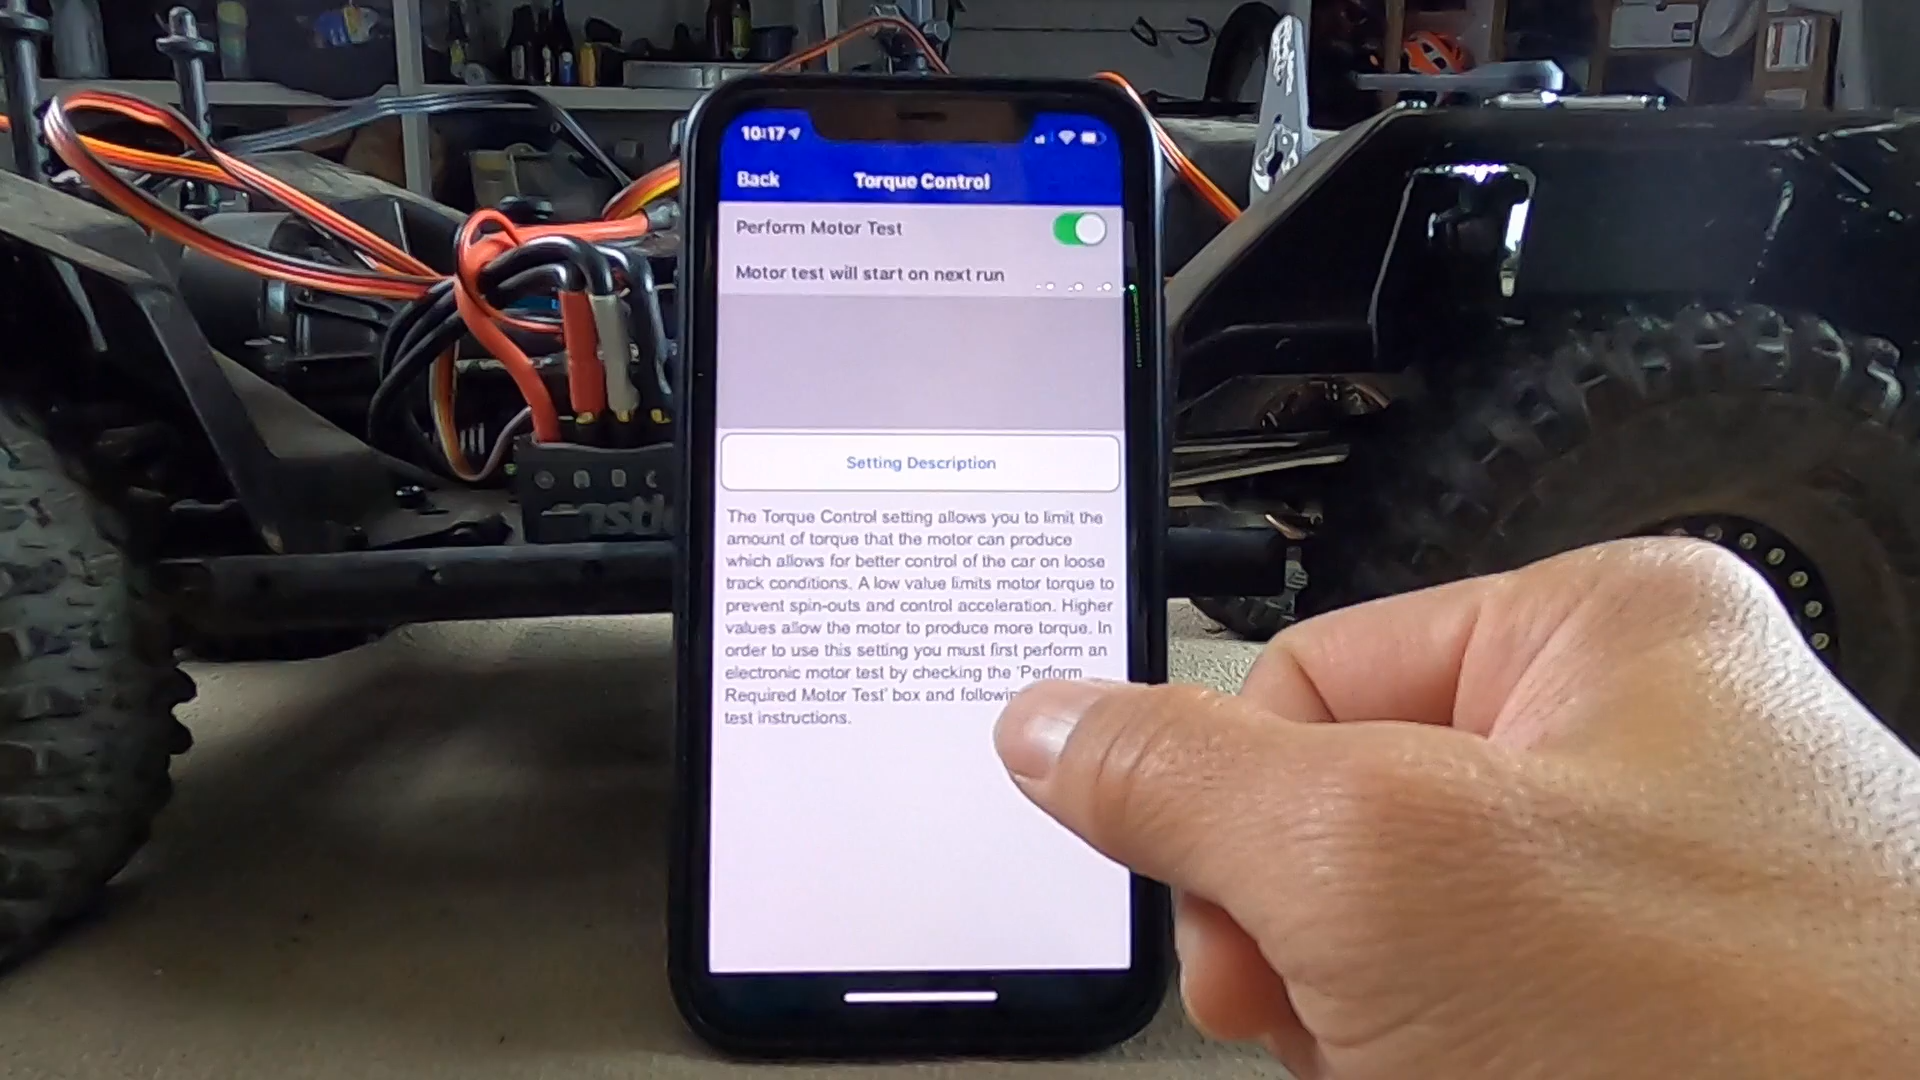 10:17
Back
Torque Control
Perform Motor Test
Motor test will start on next run
Setting Description
The Torque Control setting allows you to limit the
amount of torque that the motor can produce
which allows for better control of the car on loose
track conditions. A low value limits motor torque to
prevent spin-outs and control acceleration. Higher
values allow the motor to produce more torque. In
order to use this setting you must first perform an
electronic motor test by checking the 'Perform
Required Motor Test' box and followin
test instructions.